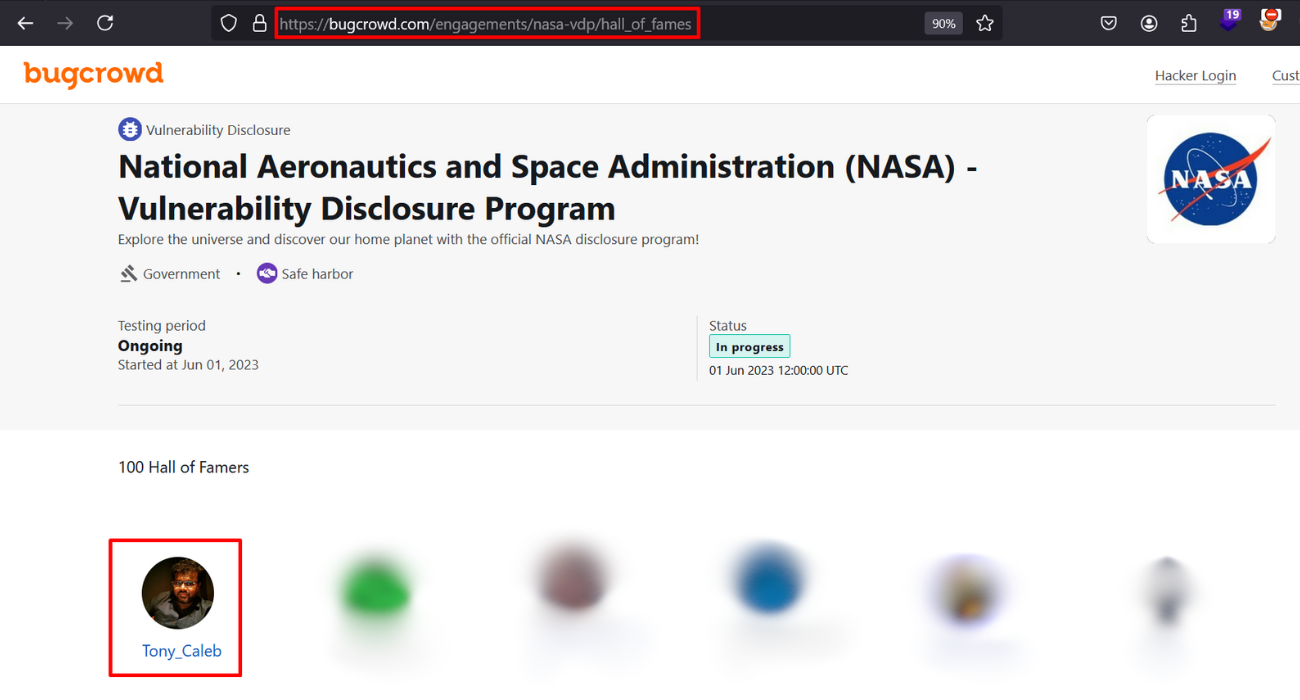 https://bugcrowd.com/engagements/nasa-vdp/hall_of_fames
90%
19
bugcrowd
Hacker Login
Cust
Vulnerability Disclosure
National Aeronautics and Space Administration (NASA) -
Vulnerability Disclosure Program
NASA
Explore the universe and discover our home planet with the official NASA disclosure program!
Government • Safe harbor
Testing period
Ongoing
Started at Jun 01, 2023
Status
In progress
01 Jun 2023 12:00:00 UTC
100 Hall of Famers
Tony_Caleb